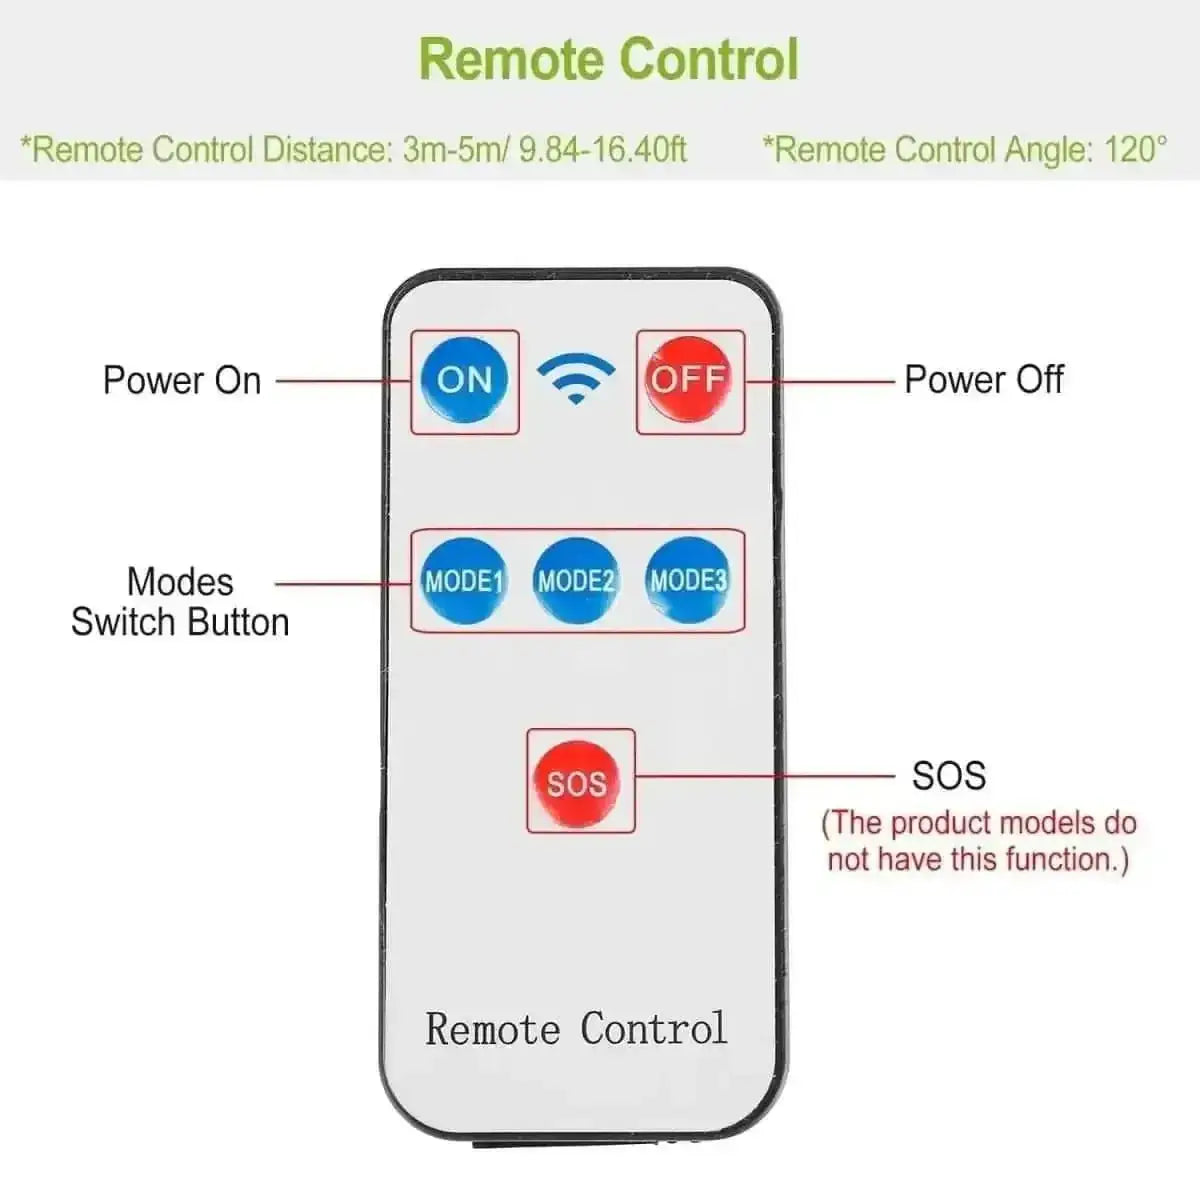 Remote Control
*Remote Control Distance: 3m-5m/ 9.84-16.40ft *Remote Control Angle: 120°
Power On
ON
OFF
Power Off
Modes
Switch Button
MODE1 MODE2 MODE3
SOS
SOS
(The product models do
not have this function.)
Remote Control